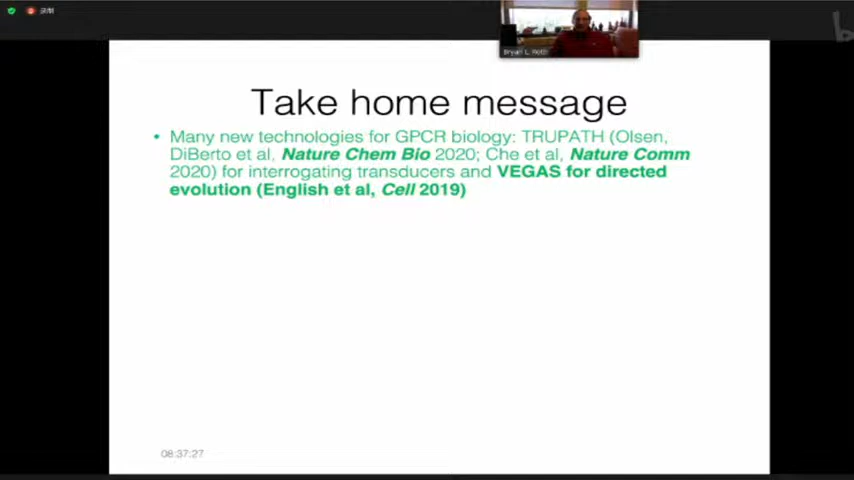 Bryan L. Roth
Take home message
• Many new technologies for GPCR biology: TRUPATH (Olsen,
DiBerto et al, Nature Chem Bio 2020; Che et al, Nature Comm
2020) for interrogating transducers and VEGAS for directed
evolution (English et al, Cell 2019)
08:37:27